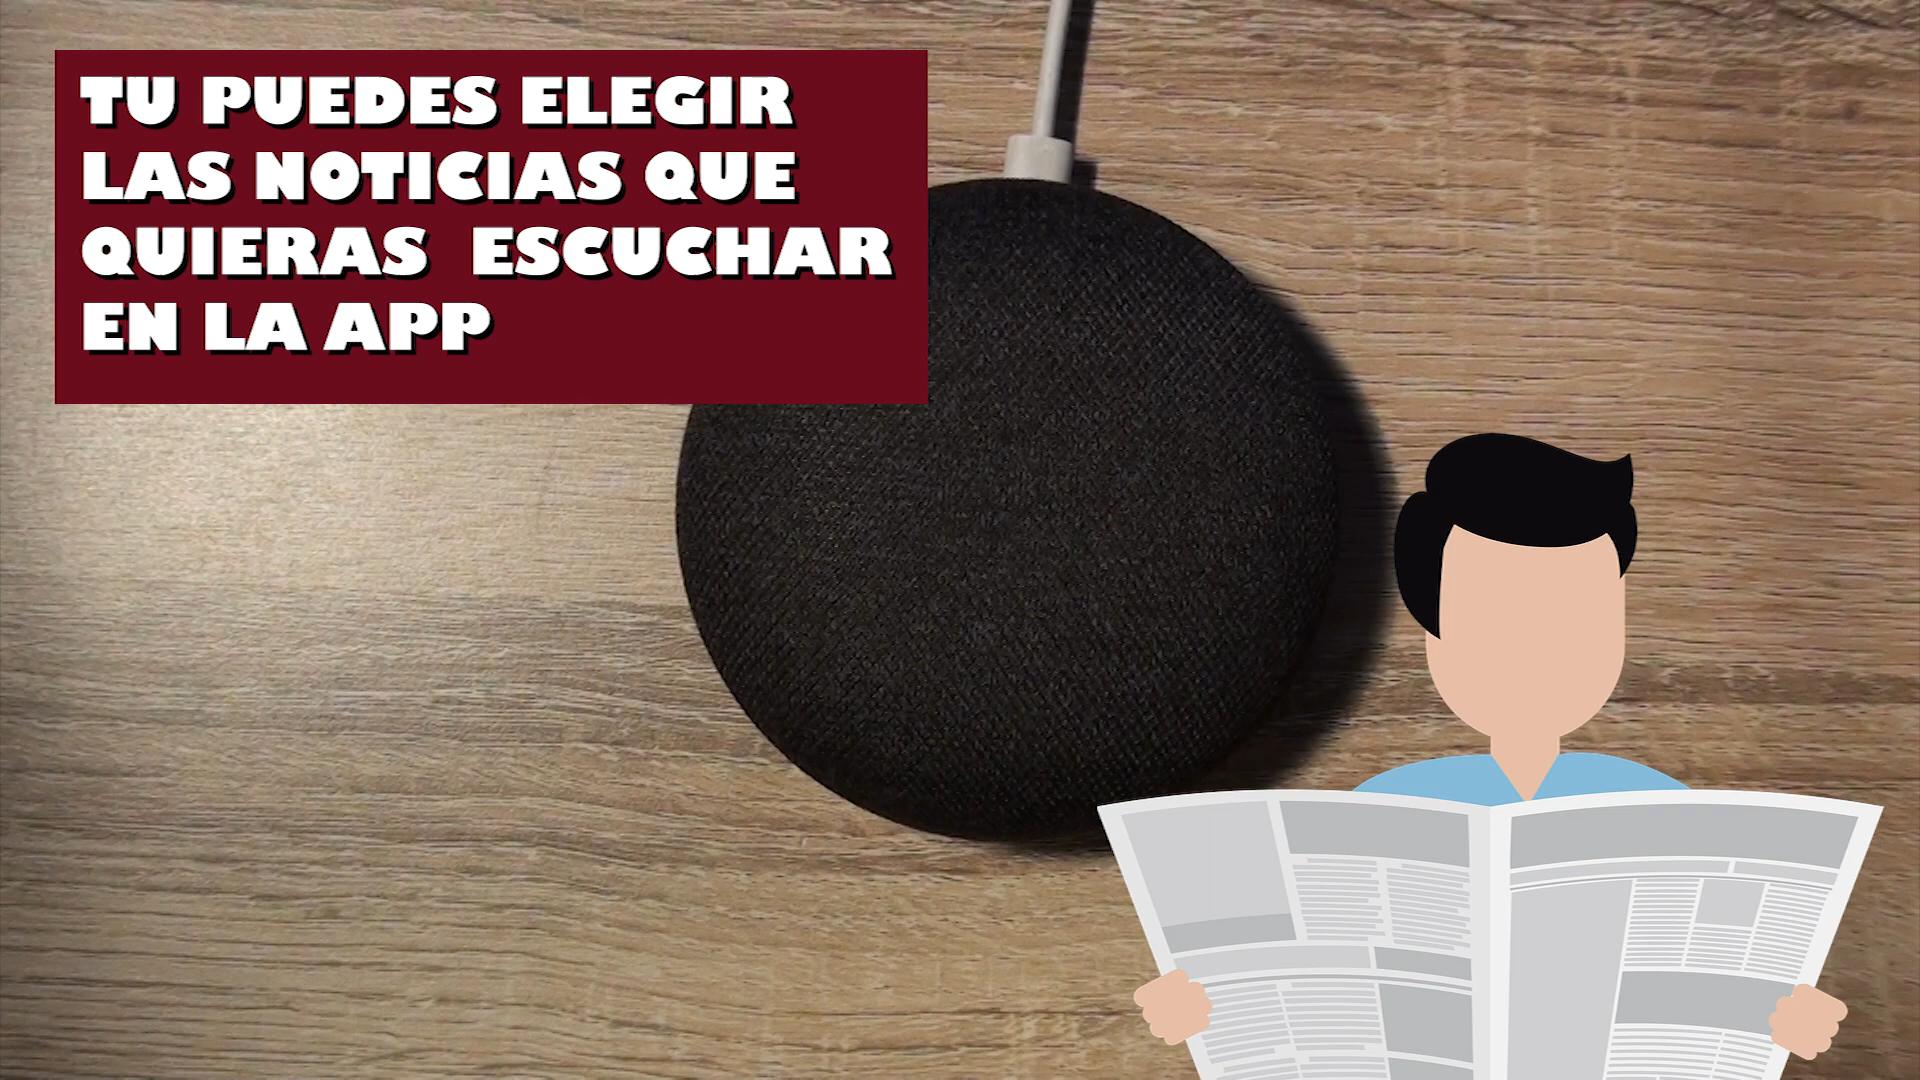 TU PUEDES ELEGIR
LAS NOTICIAS QUE
QUIERAS ESCUCHAR
EN LA APP